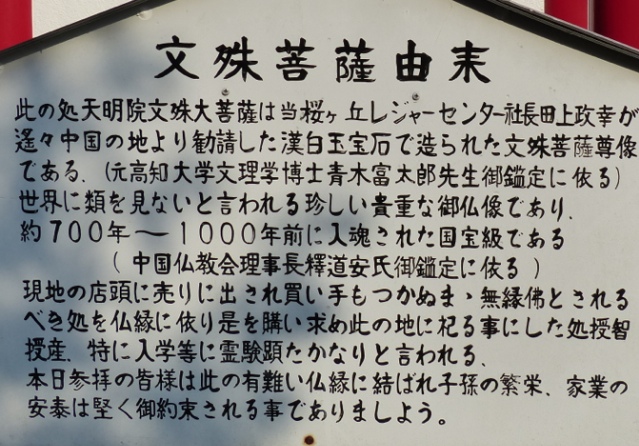 文殊菩薩由来
此の処天明院文殊大菩薩は当桜ヶ丘レジャーセンター社長田上政幸が
遙々中国の地より勧請した漢白玉宝石で造られた文殊菩薩尊像
である.(元高知大学文理学博士青木富太郎先生御鑑定に依る)
世界に類を見ないと言われる珍しい貴重な御仏像であり.
約700年〜1000年前に入魂された国宝級である
(中国仏教会理事長釋道安氏御鑑定に依る)
現地の店頭に売りに出され買い手もつかぬま、無縁佛とされる
べき処を仏縁に依り是を購い求め此の地に祀る事にした処授智
授産、特に入学等に霊験顕たかなりと言われる、
本日参拝の皆様は此の有難い仏縁に結ばれ子孫の繁栄、家業の
安泰は堅く御約束される事でありましよう。